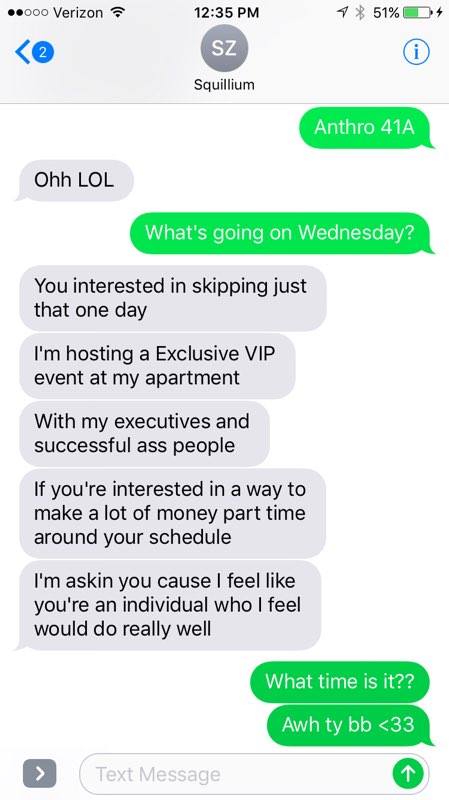 Verizon 12:35 PM 51%
2
SZ
Squillium
Anthro 41A
Ohh LOL
What's going on Wednesday?
You interested in skipping just
that one day
I'm hosting a Exclusive VIP
event at my apartment
With my executives and
successful ass people
If you're interested in a way to
make a lot of money part time
around your schedule
I'm askin you cause I feel like
you're an individual who I feel
would do really well
What time is it??
Awh ty bb <33
Text Message